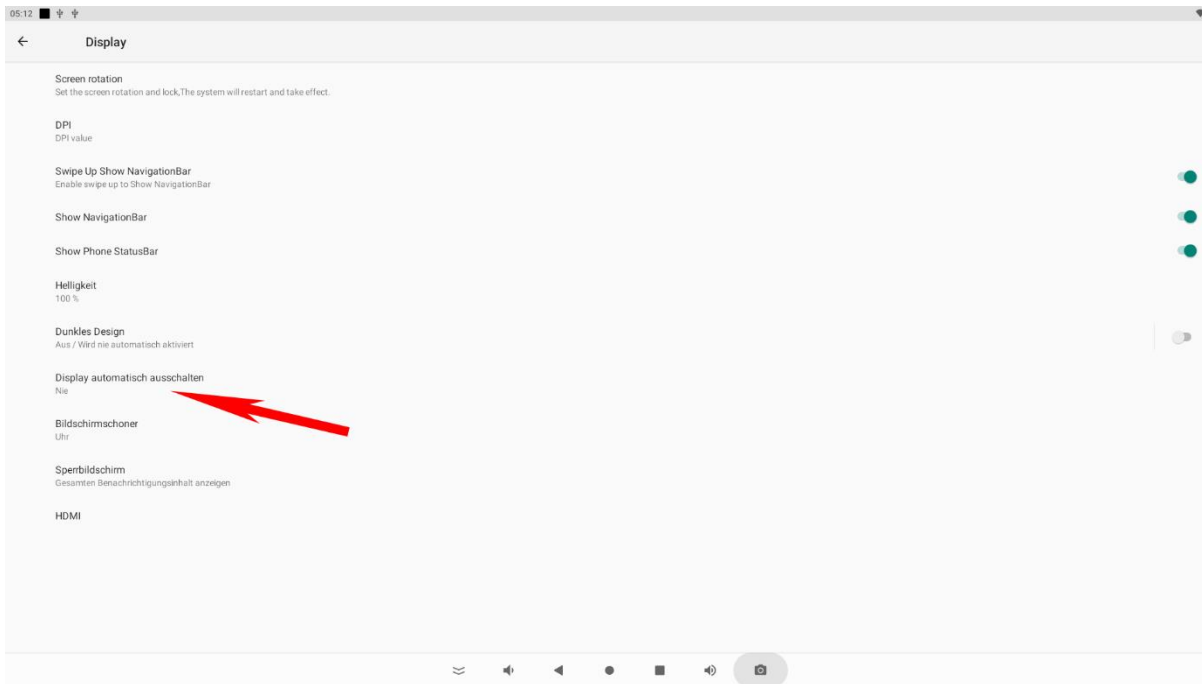 05:12
Display
Screen rotation
Set the screen rotation and lock,The system will restart and take effect.
DPI
DPI value
Swipe Up Show NavigationBar
Enable swipe up to Show NavigationBar
Show NavigationBar
Show Phone StatusBar
Helligkeit
100 %
Dunkles Design
Aus / Wird nie automatisch aktiviert
Display automatisch ausschalten
Nie
Bildschirmschoner
Uhr
Sperrbildschirm
Gesamten Benachrichtigungsinhalt anzeigen
HDMI